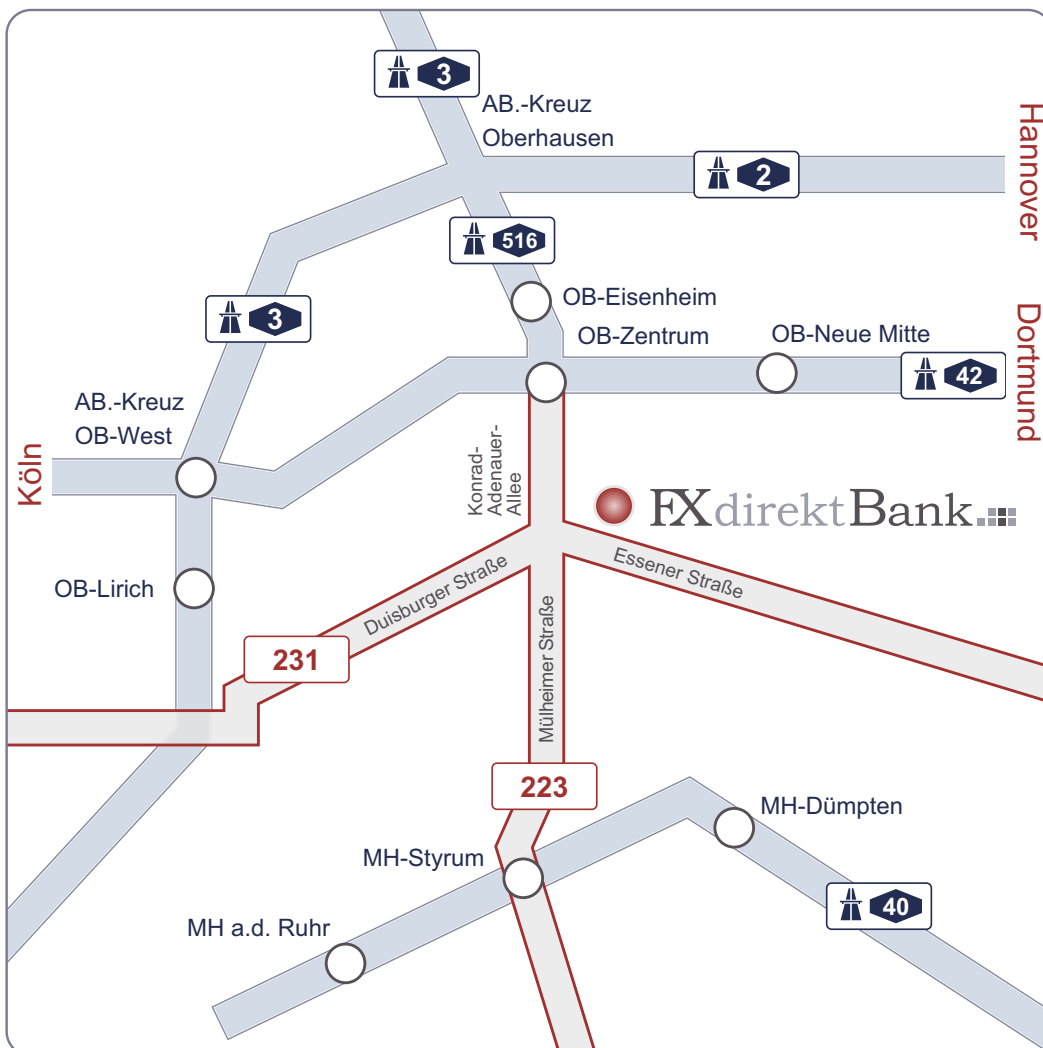 3
AB.-Kreuz
Oberhausen
Hannover
2
516
3
OB-Eisenheim
OB-Zentrum
OB-Neue Mitte
Dortmund
42
AB.-Kreuz
OB-West
Köln
Konrad-
Adenauer-
Allee
FXdirektBank
Essener Straße
Duisburger Straße
OB-Lirich
Mülheimer Straße
231
223
MH-Dümpten
MH-Styrum
40
MH a.d. Ruhr